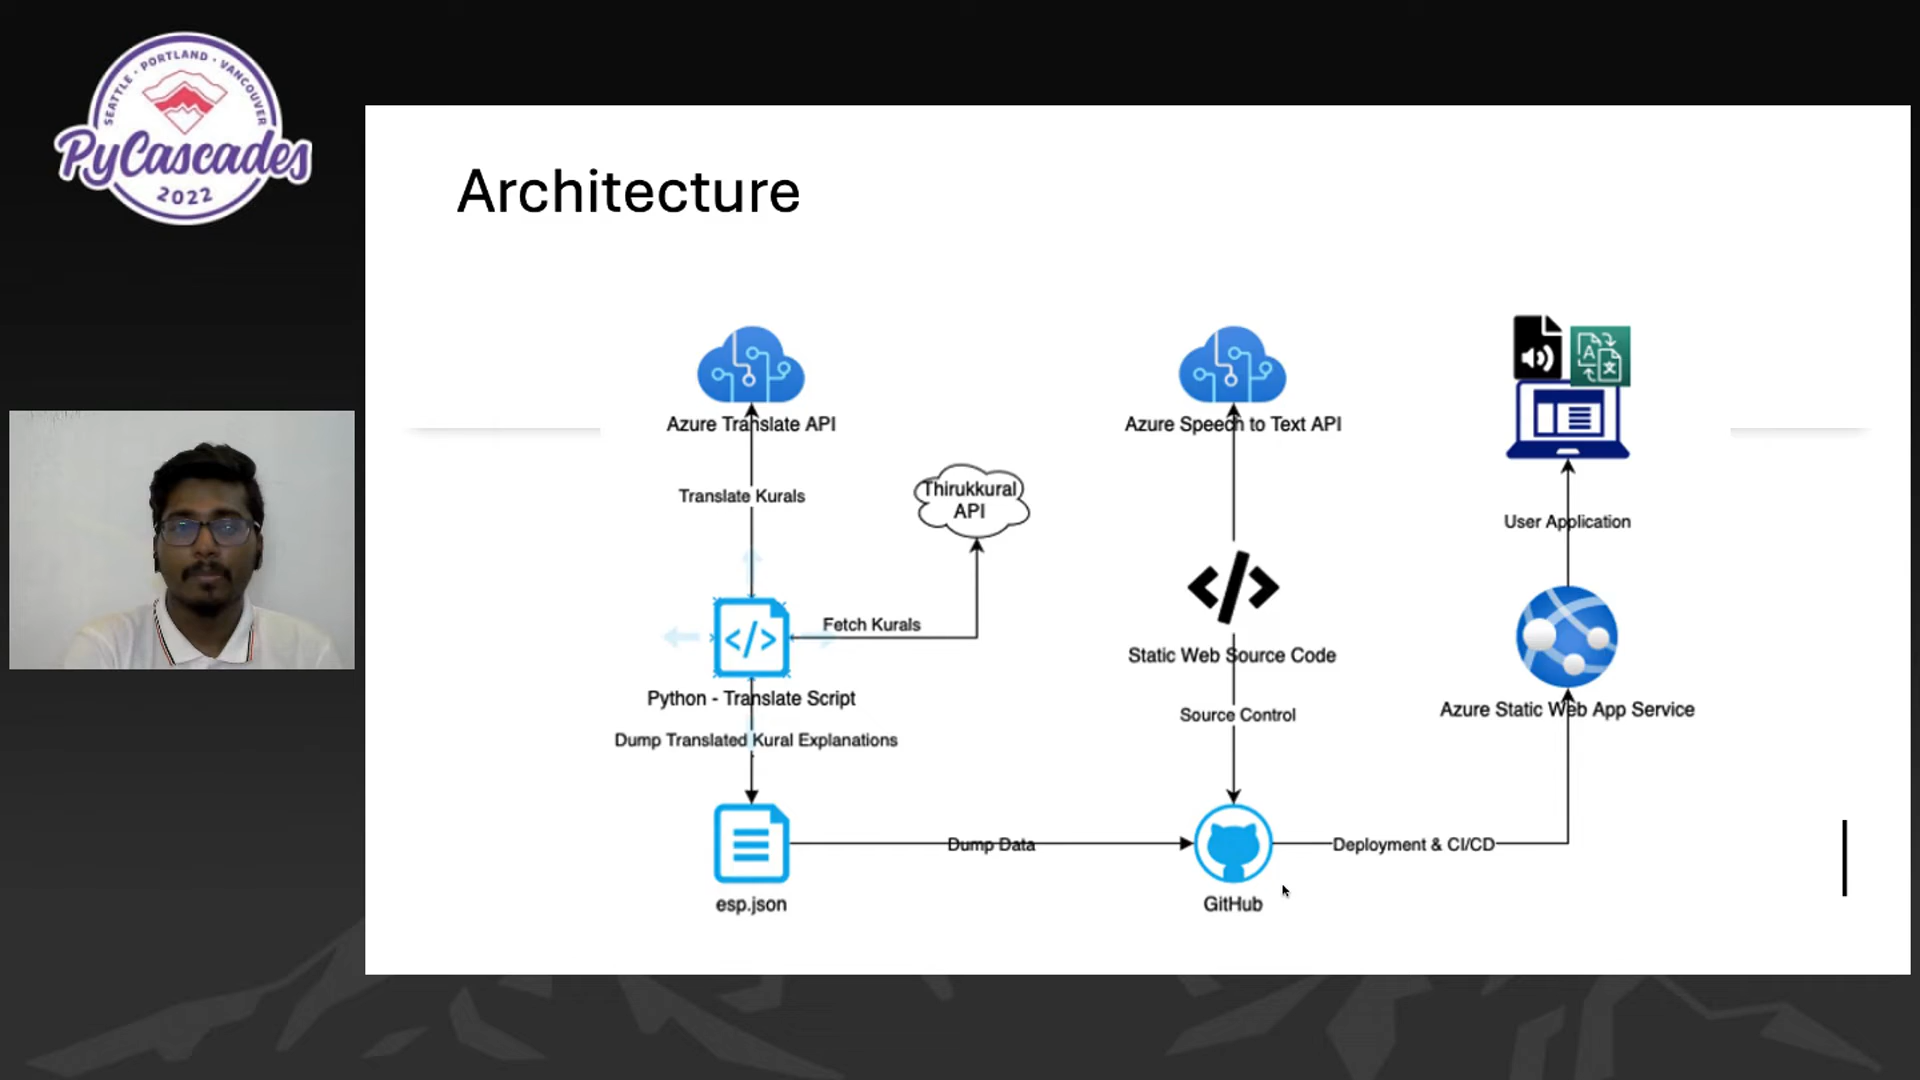 SEATTLE · PORTLAND · VANCOUVER
PyCascades
2022
Architecture
Azure Translate API
Azure Speech to Text API
Translate Kurals
Thirukkural
API
User Application
Fetch Kurals
Static Web Source Code
Python - Translate Script
Source Control
Azure Static Web App Service
Dump Translated Kural Explanations
Dump Data
Deployment & CI/CD
esp.json
GitHub